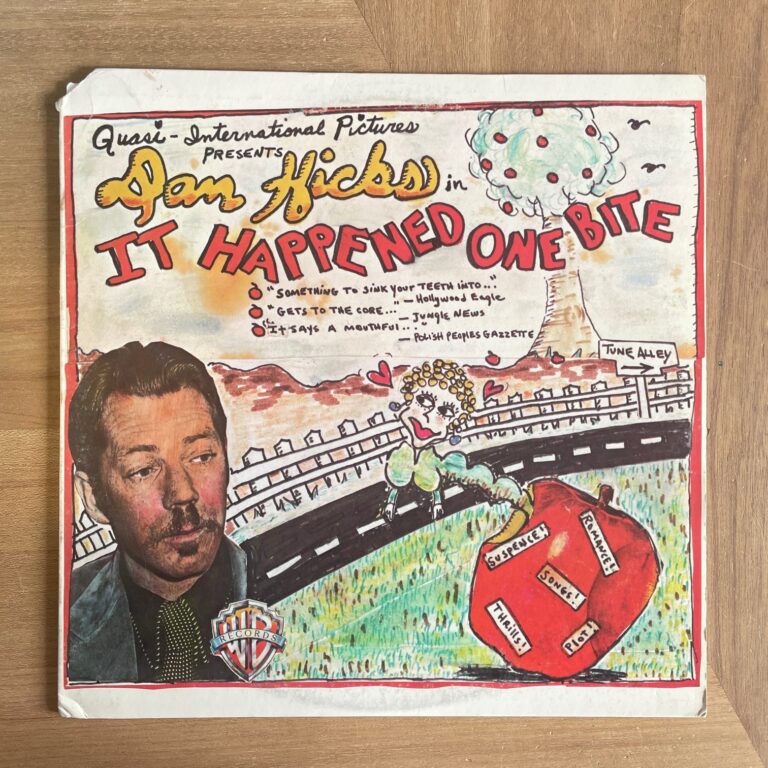 Quasi-International Pictures
PRESENTS
Dan Hicks in
IT HAPPENED ONE BITE
"SOMETHING TO SINK YOUR TEETH INTO..."
— Hollywood Eagle
"GETS TO THE CORE..." — JUNGLE NEWS
"It SAYS A MOUTHFUL..."
— POLISH PEOPLES GAZZETTE
TUNE ALLEY
SUSPENCE!
ROMANCE!
SONGS!
THRILLS!
PLOT!
WB
RECORDS